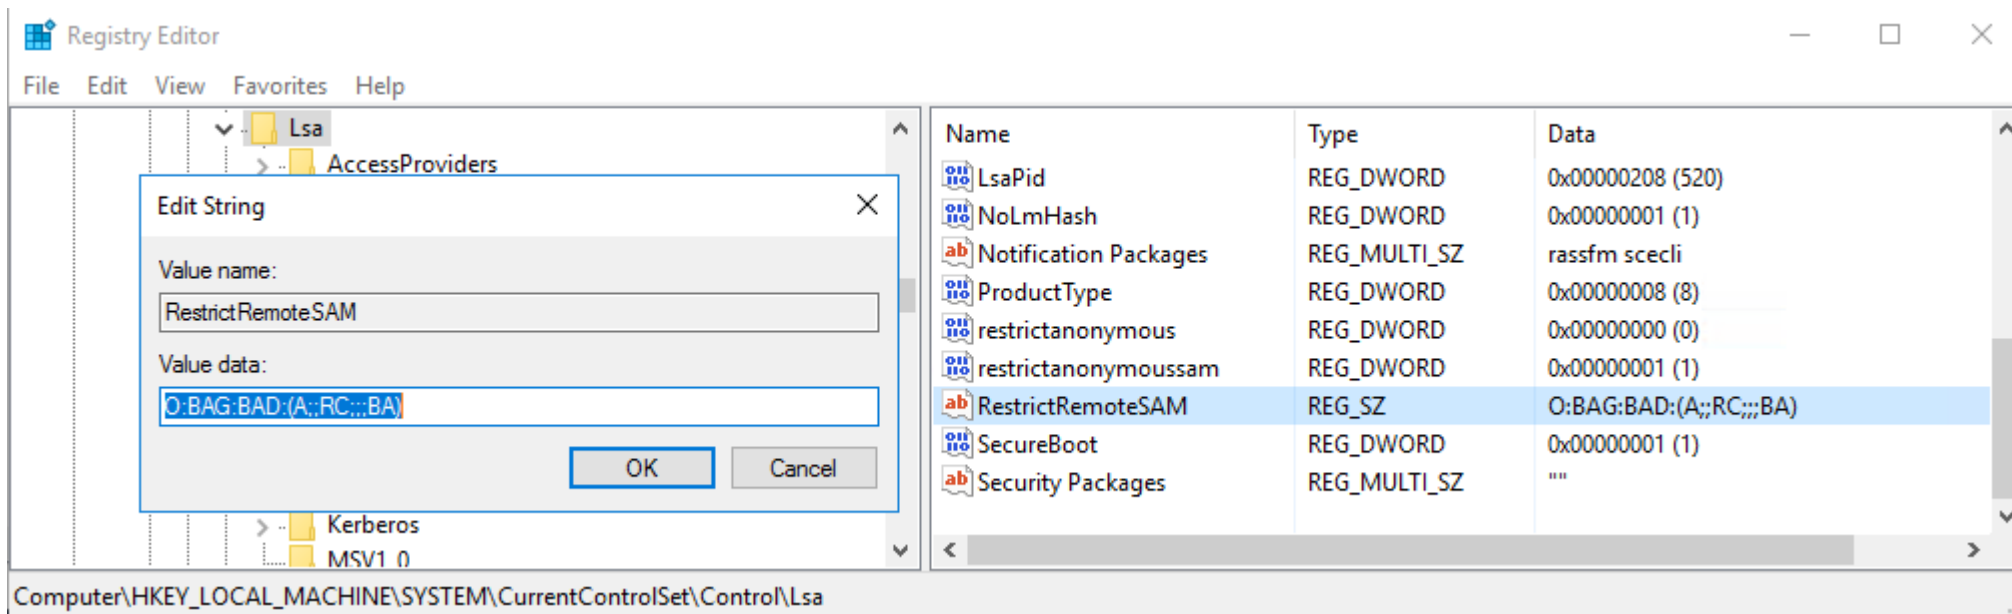 Registry Editor
File Edit View Favorites Help
Lsa
AccessProviders
Edit String
Value name:
RestrictRemoteSAM
Value data:
O:BAG:BAD:(A;;RC;;;BA)
OK Cancel
Kerberos
MSV1_0
Name Type Data
LsaPid REG_DWORD 0x00000208 (520)
NoLmHash REG_DWORD 0x00000001 (1)
Notification Packages REG_MULTI_SZ rassfm scecli
ProductType REG_DWORD 0x00000008 (8)
restrictanonymous REG_DWORD 0x00000000 (0)
restrictanonymoussam REG_DWORD 0x00000001 (1)
RestrictRemoteSAM REG_SZ O:BAG:BAD:(A;;RC;;;BA)
SecureBoot REG_DWORD 0x00000001 (1)
Security Packages REG_MULTI_SZ ""
Computer\HKEY_LOCAL_MACHINE\SYSTEM\CurrentControlSet\Control\Lsa